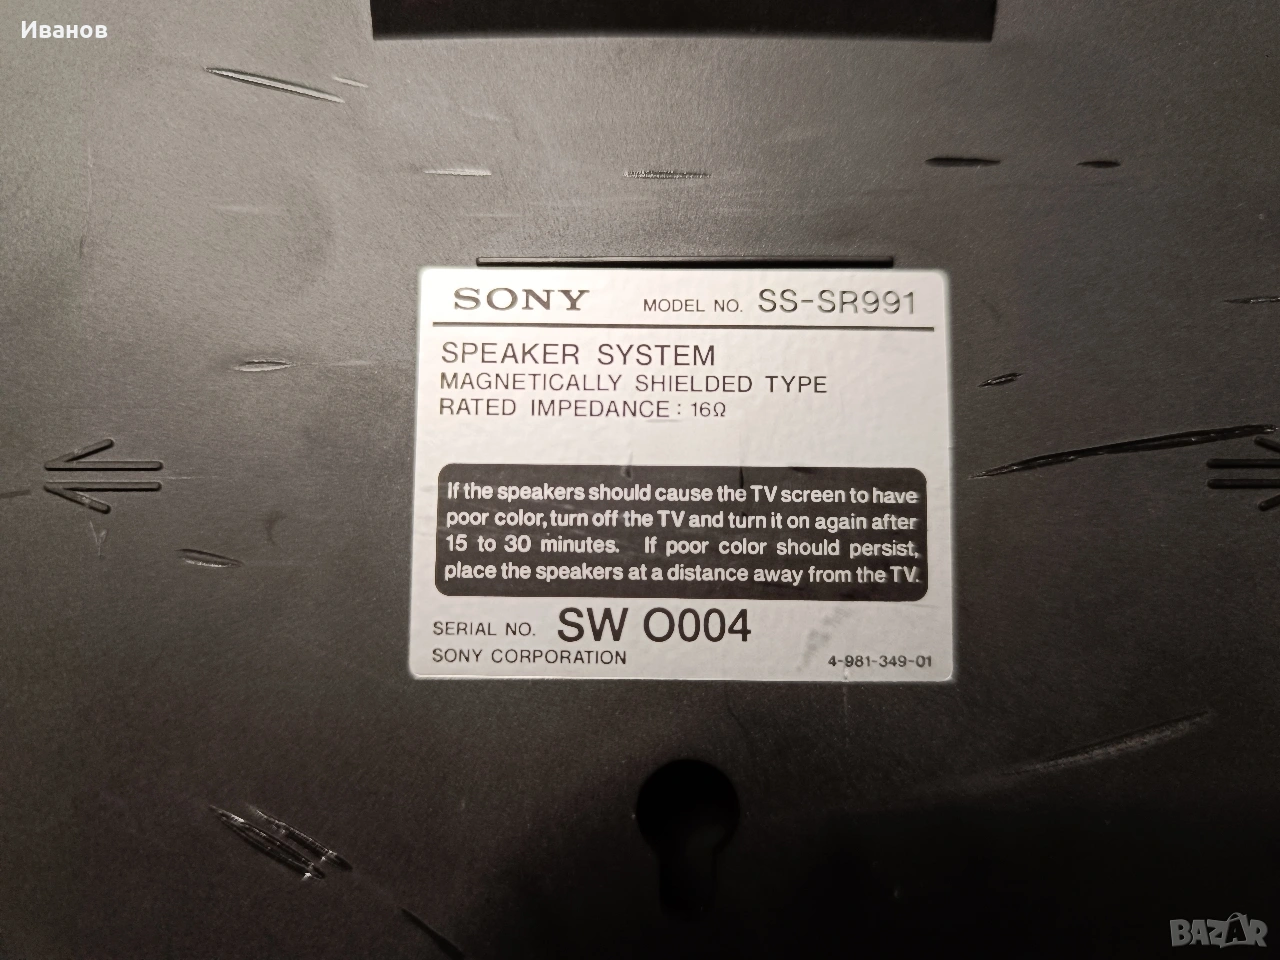 Иванов
SONY MODEL NO. SS-SR991
SPEAKER SYSTEM
MAGNETICALLY SHIELDED TYPE
RATED IMPEDANCE : 16Ω
If the speakers should cause the TV screen to have
poor color, turn off the TV and turn it on again after
15 to 30 minutes. If poor color should persist,
place the speakers at a distance away from the TV.
SERIAL NO. SW 0004
SONY CORPORATION 4-981-349-01
BAZAR